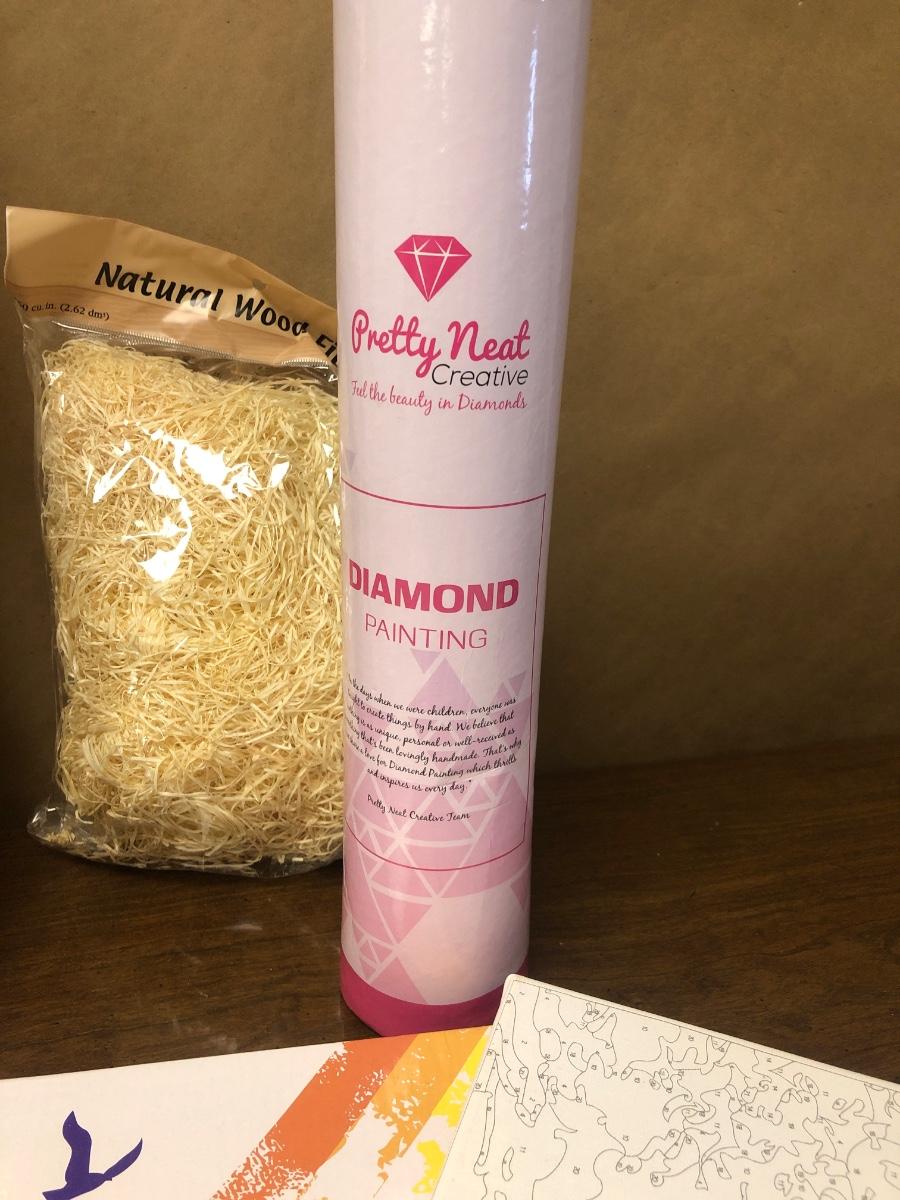 Natural Wood
cu. in. (2.62 dm³)
Pretty Neat
Creative
Feel the beauty in Diamonds
DIAMOND
PAINTING
the days when we were children, everyone was
to create things by hand. We believe that
is as unique, personal or well-received as
that's been lovingly handmade. That's why
a love for Diamond Painting which thrills
and inspires us every day."
Pretty Neat Creative Team